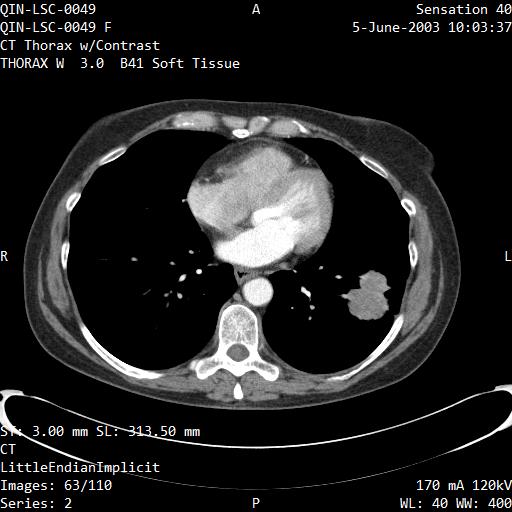 QIN-LSC-0049 A Sensation 40
QIN-LSC-0049 F 5-June-2003 10:03:37
CT Thorax w/Contrast
THORAX W 3.0 B41 Soft Tissue
R L
ST: 3.00 mm SL: 313.50 mm
CT
LittleEndianImplicit
Images: 63/110 170 mA 120kV
Series: 2 P WL: 40 WW: 400